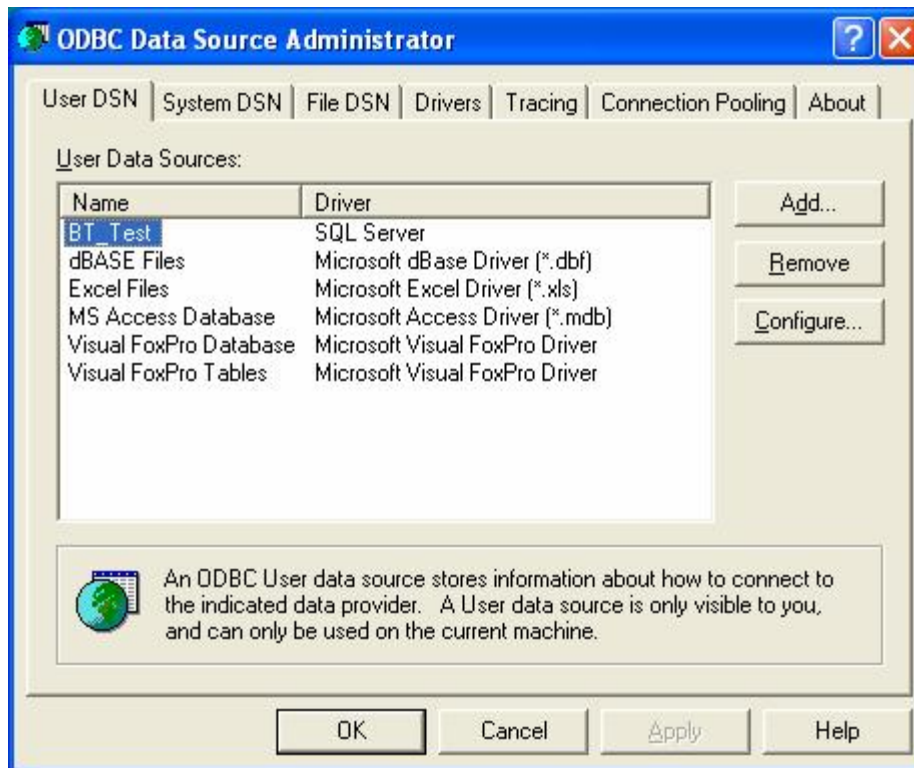 ODBC Data Source Administrator
User DSN System DSN File DSN Drivers Tracing Connection Pooling About
User Data Sources:
Name Driver
BT_Test SQL Server
dBASE Files Microsoft dBase Driver (*.dbf)
Excel Files Microsoft Excel Driver (*.xls)
MS Access Database Microsoft Access Driver (*.mdb)
Visual FoxPro Database Microsoft Visual FoxPro Driver
Visual FoxPro Tables Microsoft Visual FoxPro Driver
Add...
Remove
Configure...
An ODBC User data source stores information about how to connect to
the indicated data provider. A User data source is only visible to you,
and can only be used on the current machine.
OK Cancel Apply Help